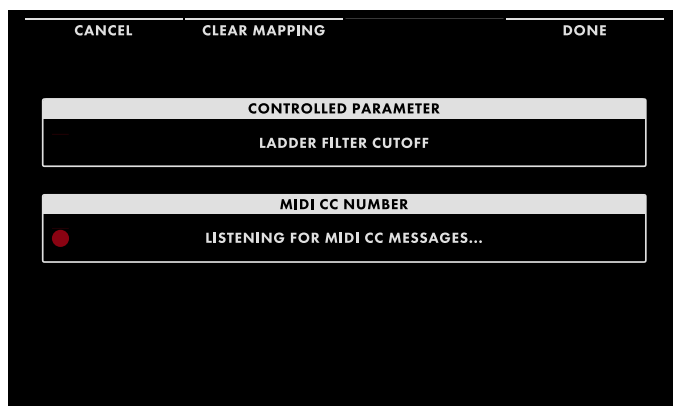 CANCEL CLEAR MAPPING DONE
CONTROLLED PARAMETER
LADDER FILTER CUTOFF
MIDI CC NUMBER
LISTENING FOR MIDI CC MESSAGES...